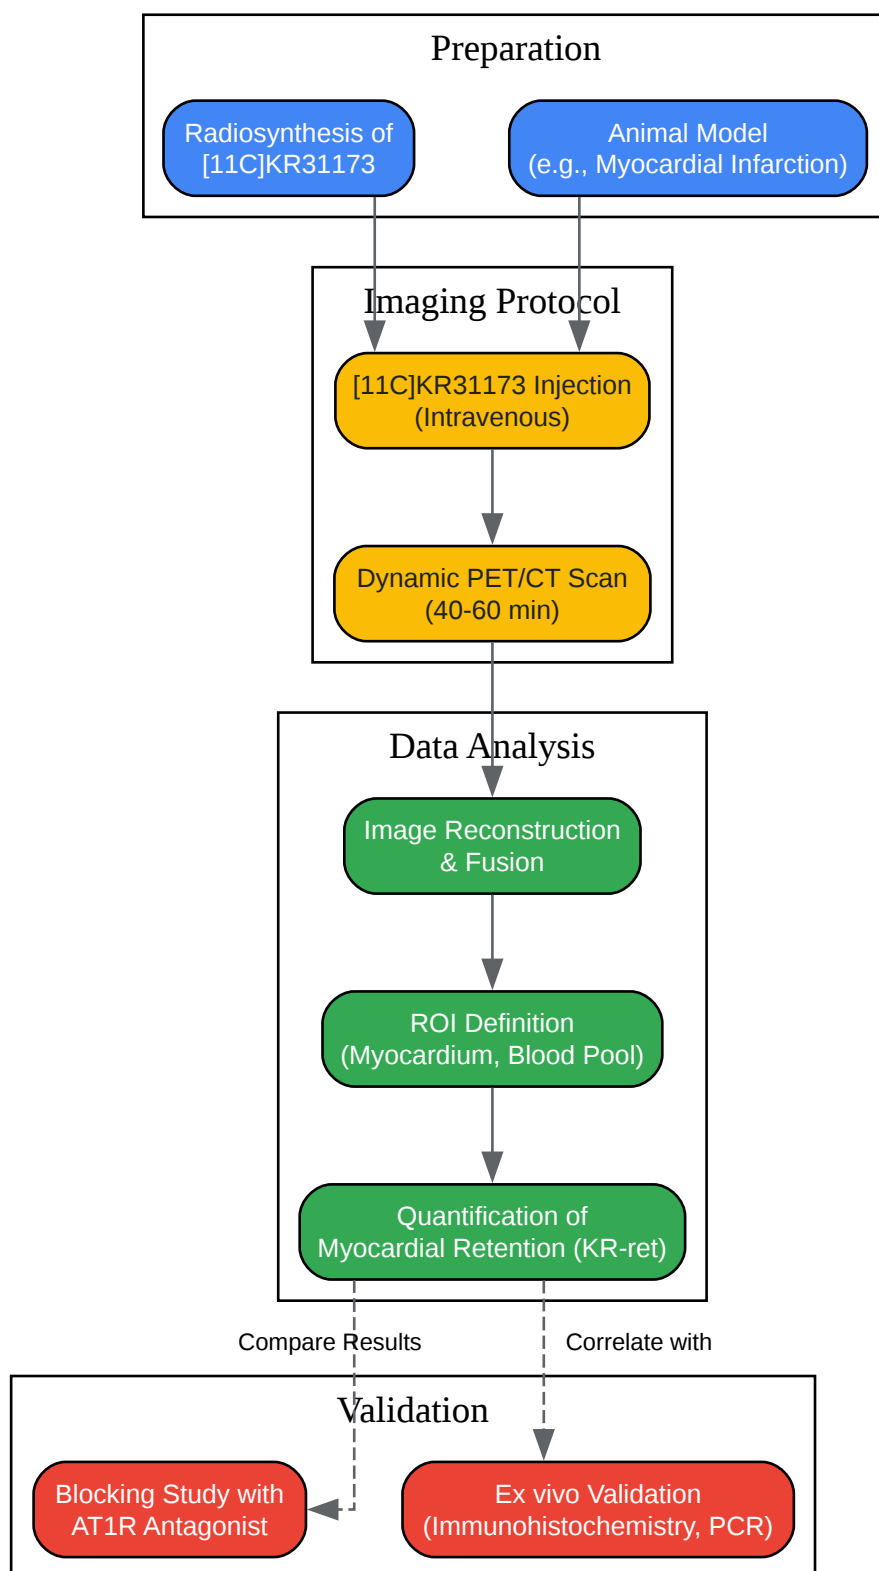 Preparation
Radiosynthesis of
[11C]KR31173
Animal Model
(e.g., Myocardial Infarction)
Imaging Protocol
[11C]KR31173 Injection
(Intravenous)
Dynamic PET/CT Scan
(40-60 min)
Data Analysis
Image Reconstruction
& Fusion
ROI Definition
(Myocardium, Blood Pool)
Quantification of
Myocardial Retention (KR-ret)
Compare Results
Correlate with
Validation
Blocking Study with
AT1R Antagonist
Ex vivo Validation
(Immunohistochemistry, PCR)